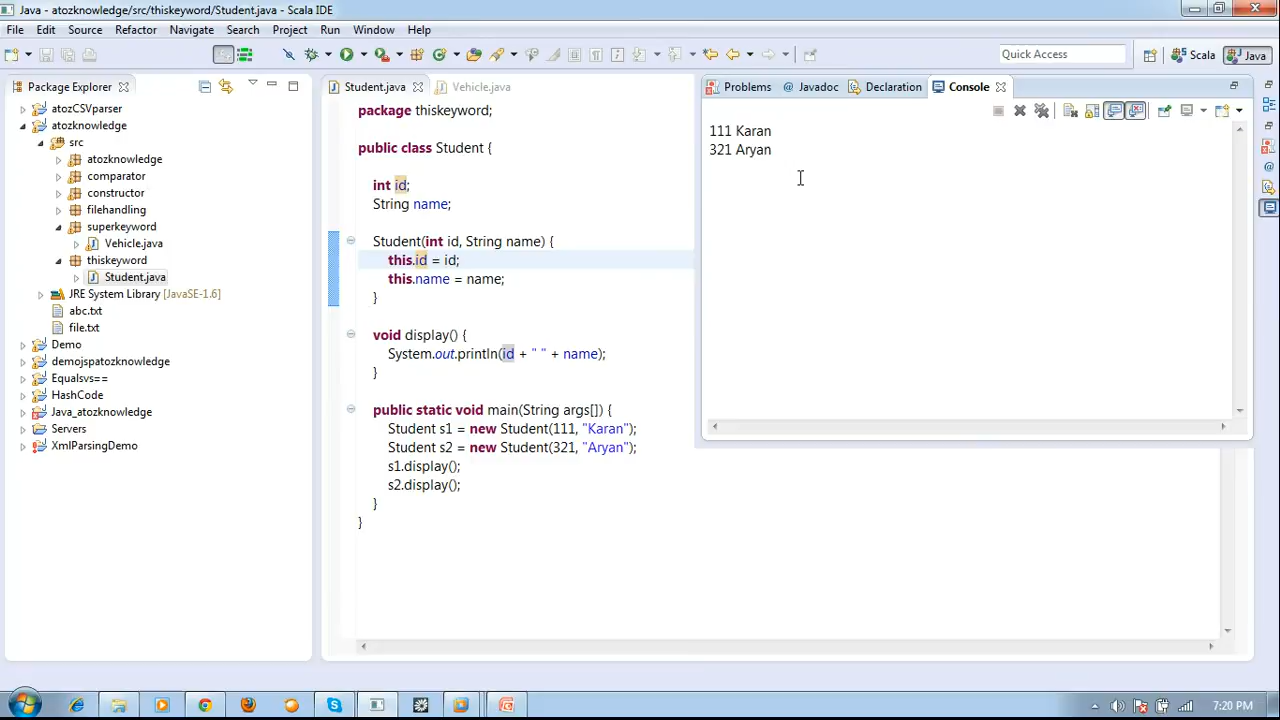 Java - atozknowledge/src/thiskeyword/Student.java - Scala IDE
File Edit Source Refactor Navigate Search Project Run Window Help
Quick Access
Scala
Java
Package Explorer
atozCSVparser
atozknowledge
src
atozknowledge
comparator
constructor
filehandling
superkeyword
Vehicle.java
thiskeyword
Student.java
JRE System Library [JavaSE-1.6]
abc.txt
file.txt
Demo
demojspatozknowledge
Equalsvs==
HashCode
Java_atozknowledge
Servers
XmlParsingDemo
Student.java
Vehicle.java
package thiskeyword;
public class Student {
int id;
String name;
Student(int id, String name) {
this.id = id;
this.name = name;
}
void display() {
System.out.println(id + " " + name);
}
public static void main(String args[]) {
Student s1 = new Student(111, "Karan");
Student s2 = new Student(321, "Aryan");
s1.display();
s2.display();
}
}
Problems
@ Javadoc
Declaration
Console
111 Karan
321 Aryan
7:20 PM